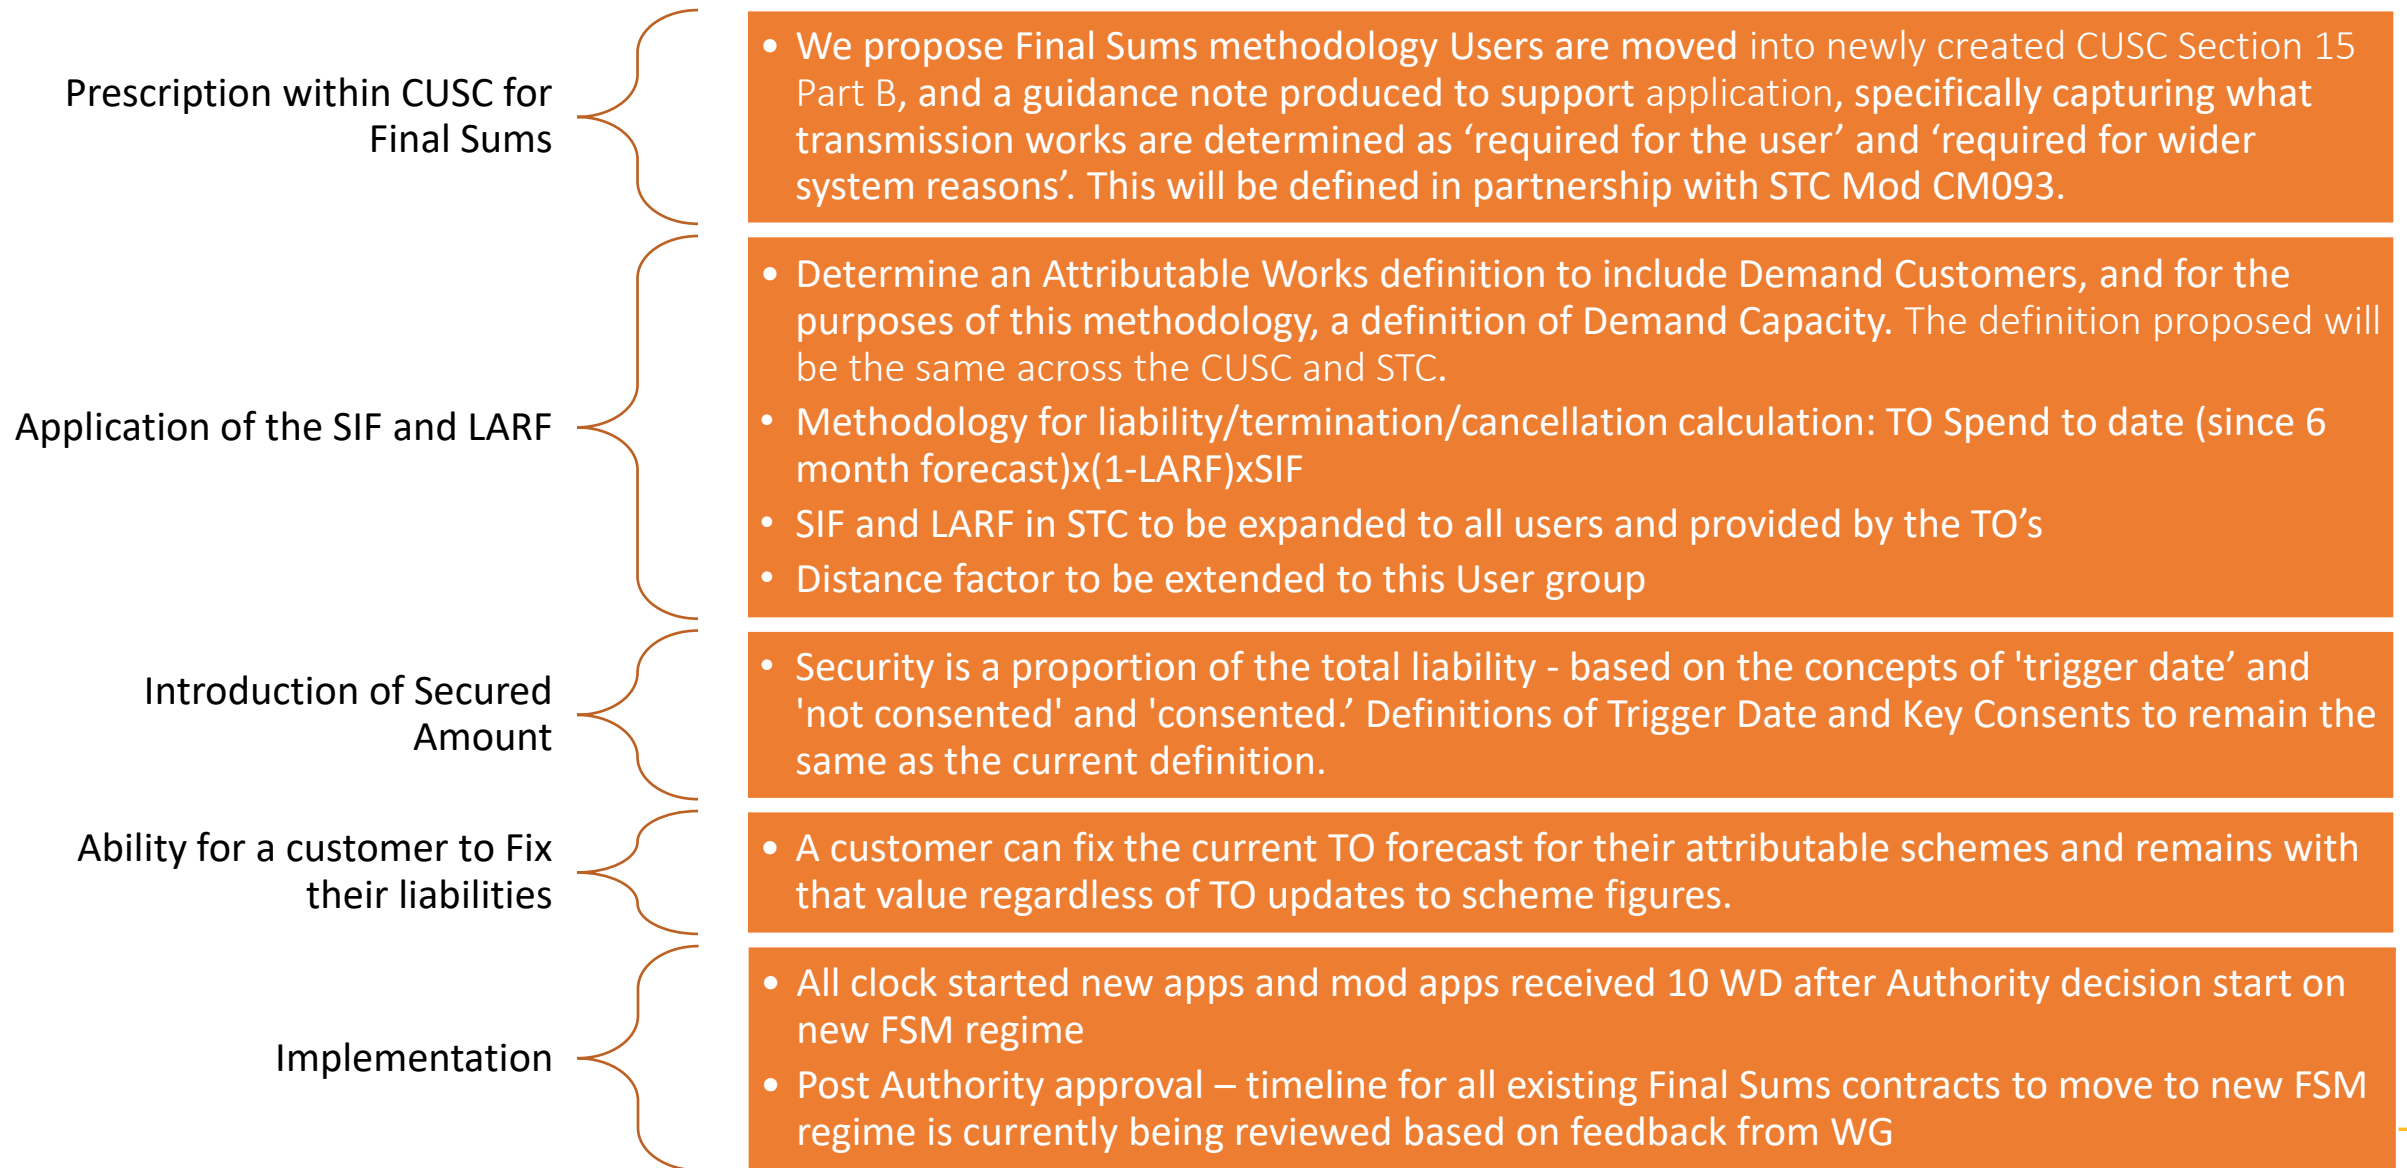 Prescription within CUSC for
Final Sums
• We propose Final Sums methodology Users are moved into newly created CUSC Section 15
Part B, and a guidance note produced to support application, specifically capturing what
transmission works are determined as ‘required for the user’ and ‘required for wider
system reasons’. This will be defined in partnership with STC Mod CM093.
Application of the SIF and LARF
• Determine an Attributable Works definition to include Demand Customers, and for the
purposes of this methodology, a definition of Demand Capacity. The definition proposed will
be the same across the CUSC and STC.
• Methodology for liability/termination/cancellation calculation: TO Spend to date (since 6
month forecast)x(1-LARF)xSIF
• SIF and LARF in STC to be expanded to all users and provided by the TO’s
• Distance factor to be extended to this User group
Introduction of Secured
Amount
• Security is a proportion of the total liability - based on the concepts of 'trigger date’ and
'not consented' and 'consented.’ Definitions of Trigger Date and Key Consents to remain the
same as the current definition.
Ability for a customer to Fix
their liabilities
• A customer can fix the current TO forecast for their attributable schemes and remains with
that value regardless of TO updates to scheme figures.
Implementation
• All clock started new apps and mod apps received 10 WD after Authority decision start on
new FSM regime
• Post Authority approval – timeline for all existing Final Sums contracts to move to new FSM
regime is currently being reviewed based on feedback from WG